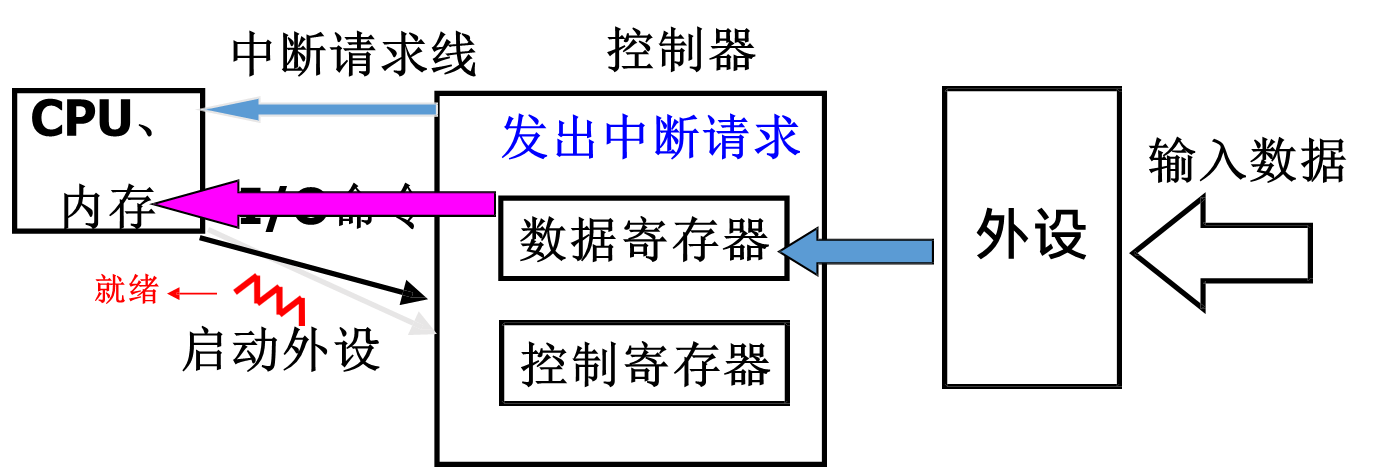 中断请求线
控制器
CPU、
内存
I/O命令
发出中断请求
数据寄存器
控制寄存器
外设
输入数据
就绪
启动外设